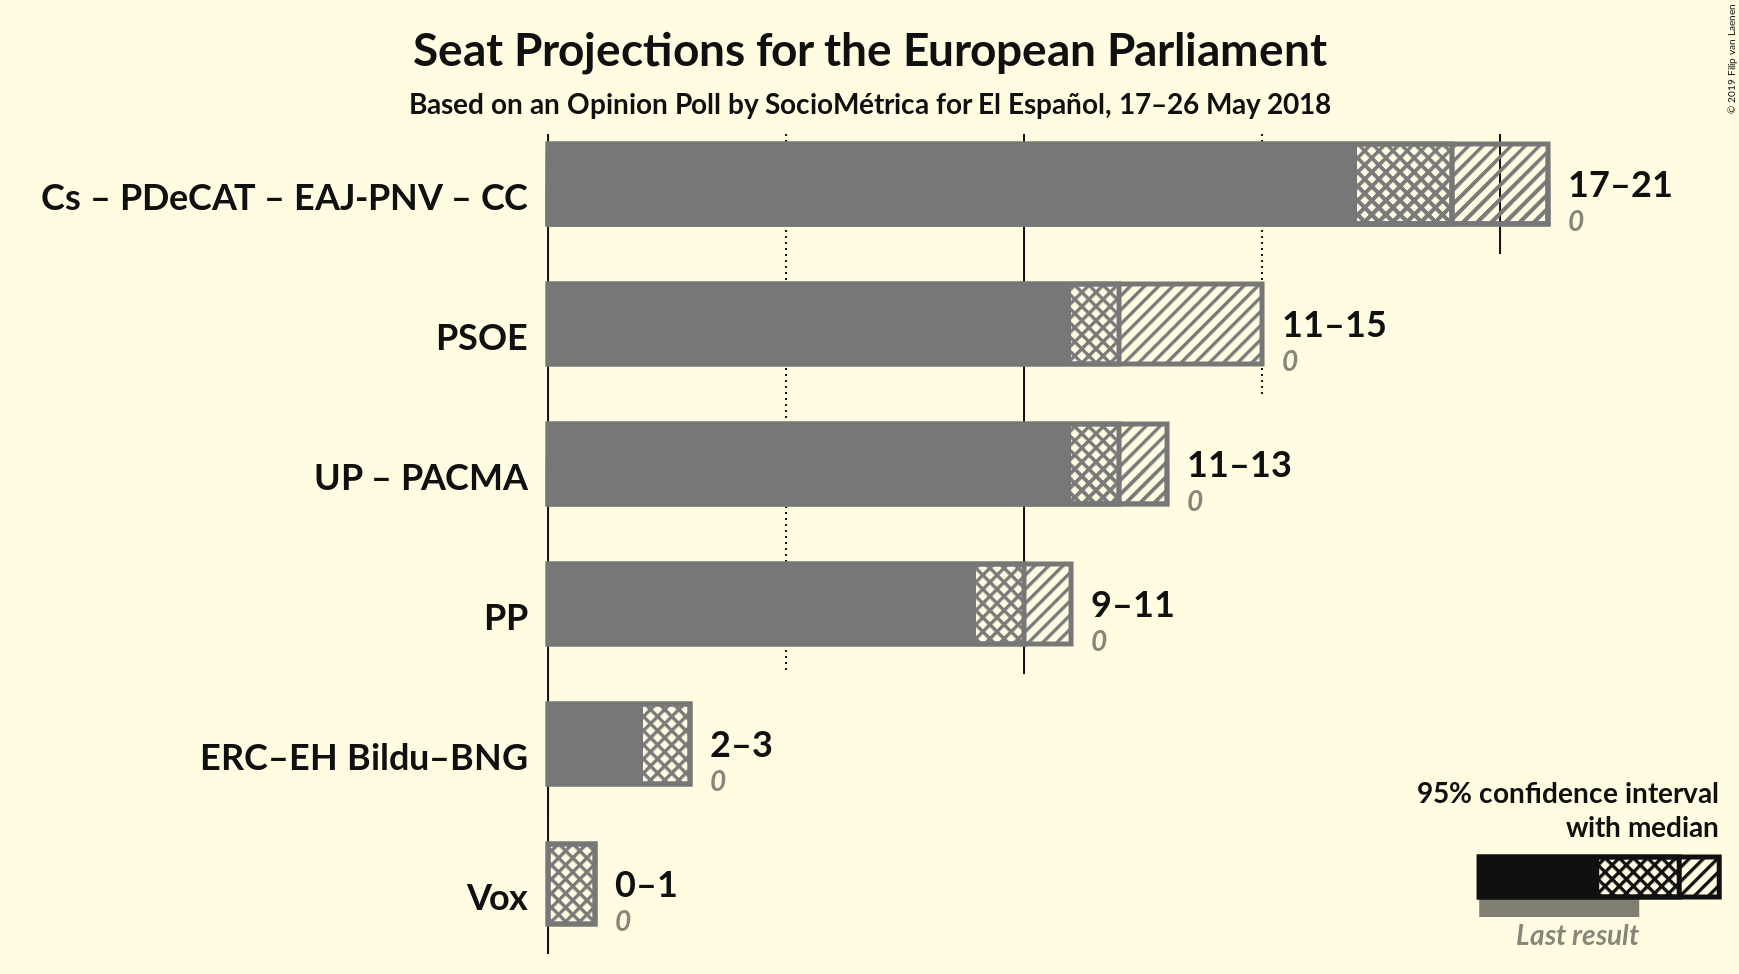 Seat Projections for the European Parliament
Based on an Opinion Poll by SocioMétrica for El Español, 17–26 May 2018
© 2019 Filip van Laenen
Cs – PDeCAT – EAJ-PNV – CC
17–21
0
PSOE
11–15
0
UP – PACMA
11–13
0
PP
9–11
0
ERC–EH Bildu–BNG
2–3
0
Vox
0–1
0
95% confidence interval
with median
Last result